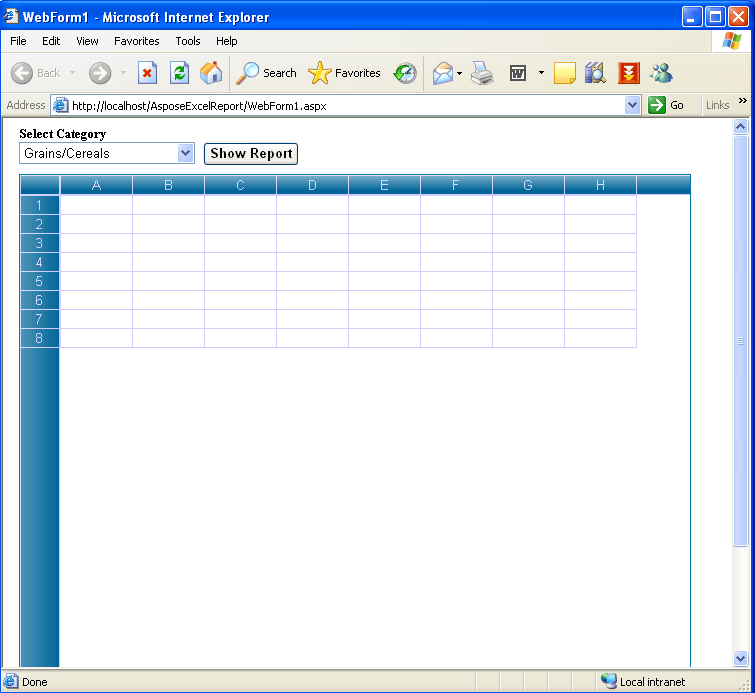 WebForm1 - Microsoft Internet Explorer
File Edit View Favorites Tools Help
Back Search Favorites W
Address http://localhost/AsposeExcelReport/WebForm1.aspx Go Links »
Select Category
Grains/Cereals Show Report
A B C D E F G H
1
2
3
4
5
6
7
8
Done Local intranet